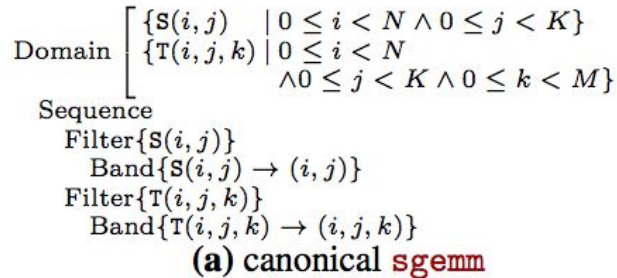 {S(i, j) | 0 ≤ i < N ∧ 0 ≤ j < K}
Domain [ {T(i, j, k) | 0 ≤ i < N
∧0 ≤ j < K ∧ 0 ≤ k < M}
Sequence
Filter{S(i, j)}
Band{S(i, j) → (i, j)}
Filter{T(i, j, k)}
Band{T(i, j, k) → (i, j, k)}
(a) canonical sgemm